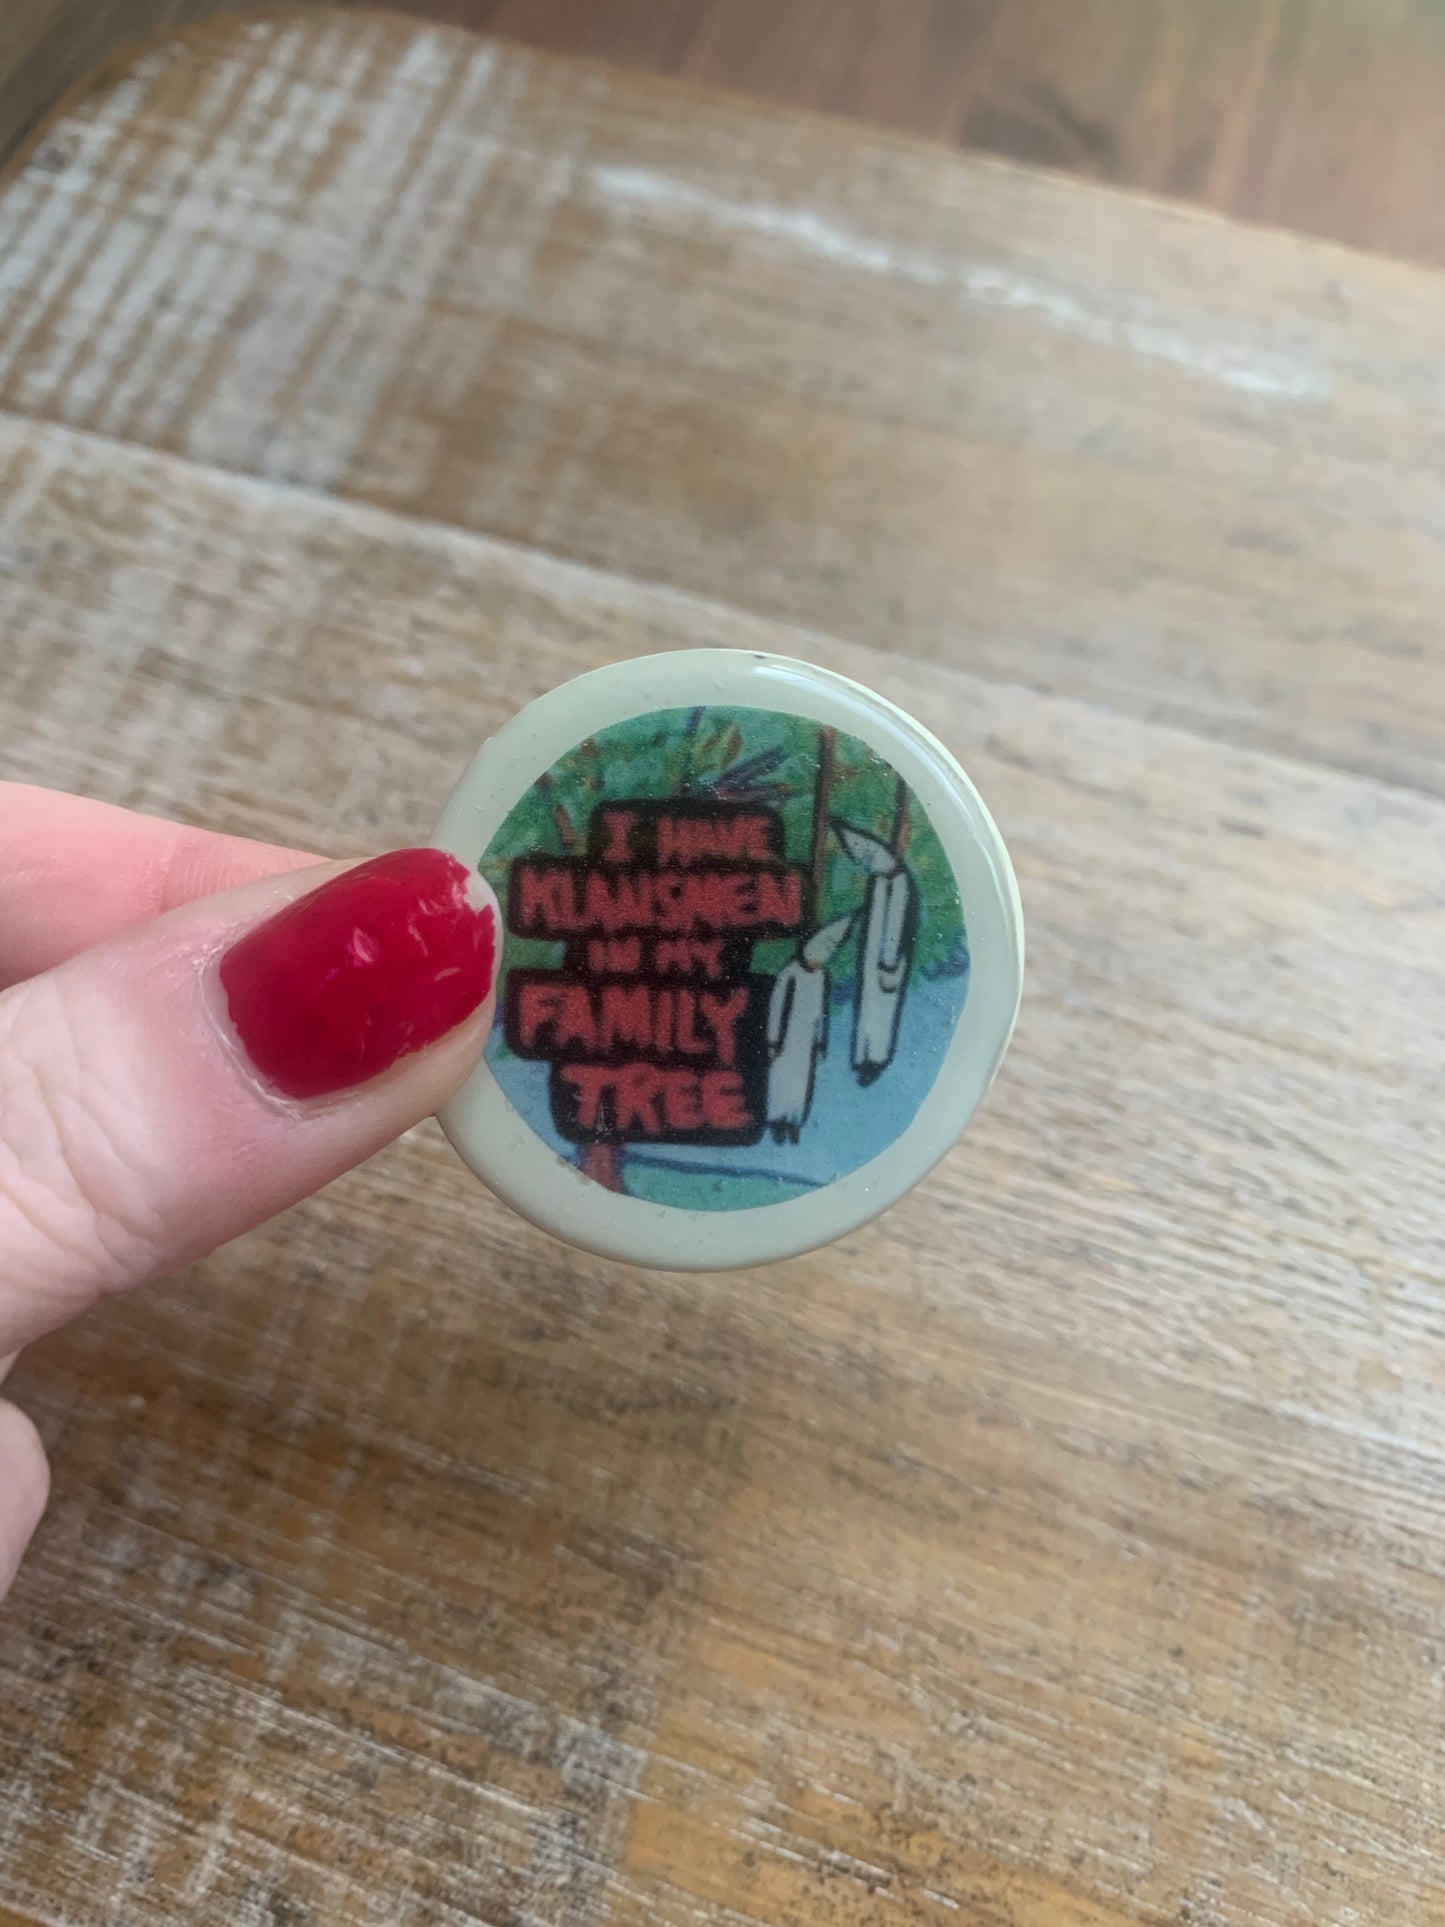 I HAVE
KLANSMEN
IN MY
FAMILY
TREE